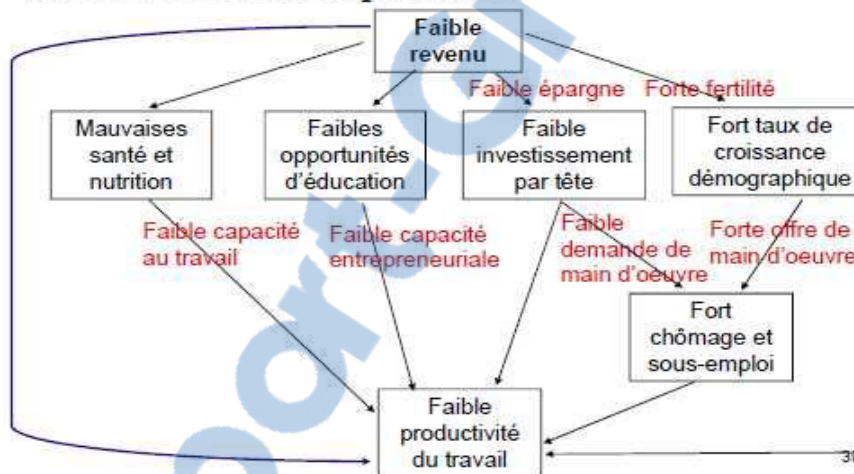 Faible
revenu
Faible épargne
Forte fertilité
Mauvaises
santé et
nutrition
Faibles
opportunités
d'éducation
Faible
investissement
par tête
Fort taux de
croissance
démographique
Faible capacité
au travail
Faible capacité
entrepreneuriale
Faible
demande de
main d'oeuvre
Forte offre de
main d'oeuvre
Fort
chômage et
sous-emploi
Faible
productivité
du travail